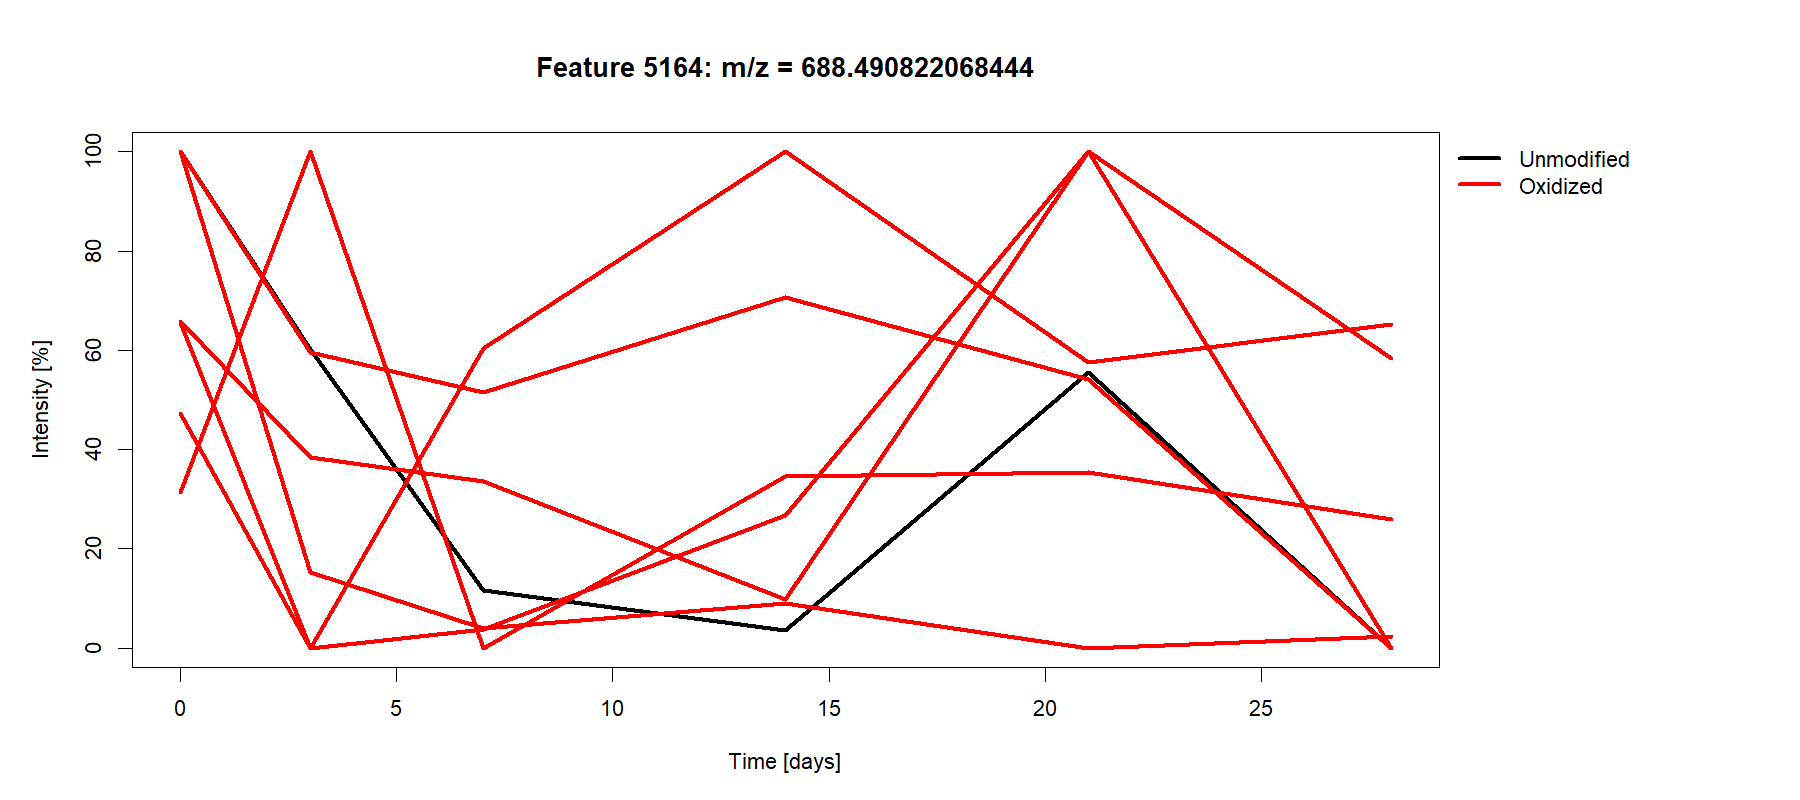 Feature 5164: m/z = 688.490822068444
Unmodified
Oxidized
Intensity [%]
100
80
60
40
20
0
0 5 10 15 20 25
Time [days]